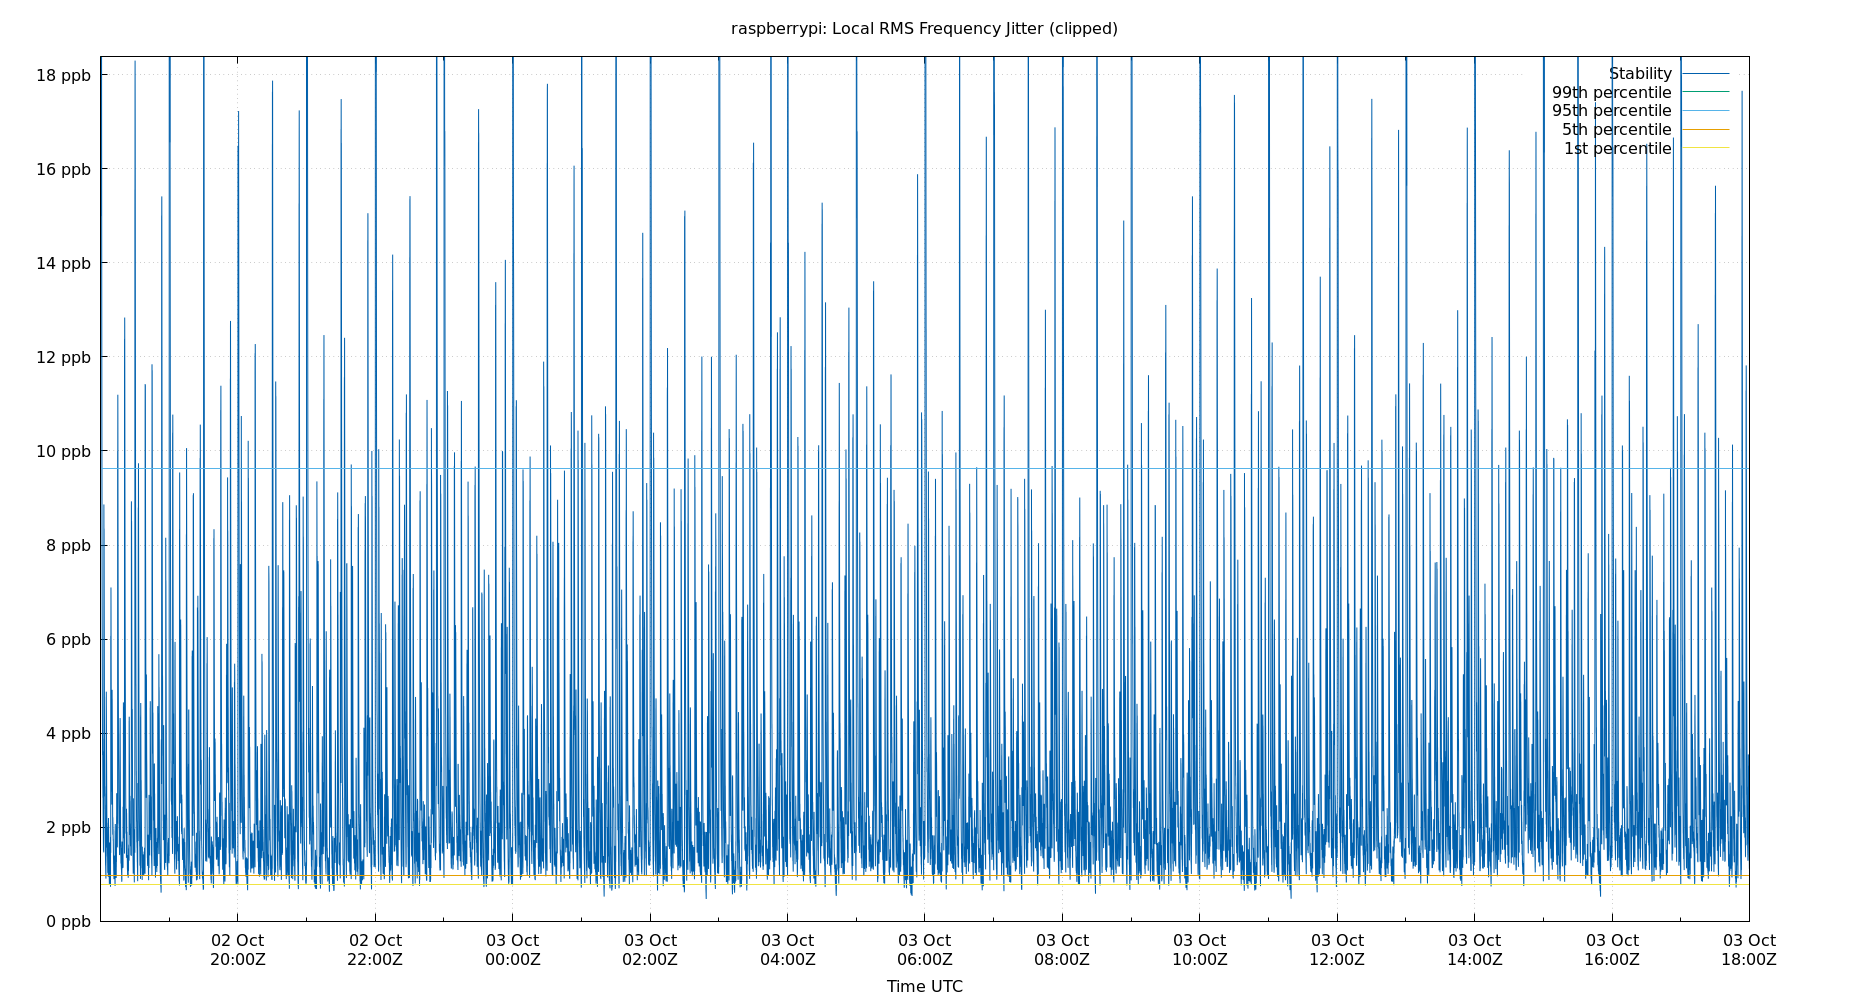 raspberrypi: Local RMS Frequency Jitter (clipped)
18 ppb
16 ppb
14 ppb
12 ppb
10 ppb
8 ppb
6 ppb
4 ppb
2 ppb
0 ppb
Stability
99th percentile
95th percentile
5th percentile
1st percentile
02 Oct
20:00Z
02 Oct
22:00Z
03 Oct
00:00Z
03 Oct
02:00Z
03 Oct
04:00Z
03 Oct
06:00Z
03 Oct
08:00Z
03 Oct
10:00Z
03 Oct
12:00Z
03 Oct
14:00Z
03 Oct
16:00Z
03 Oct
18:00Z
Time UTC